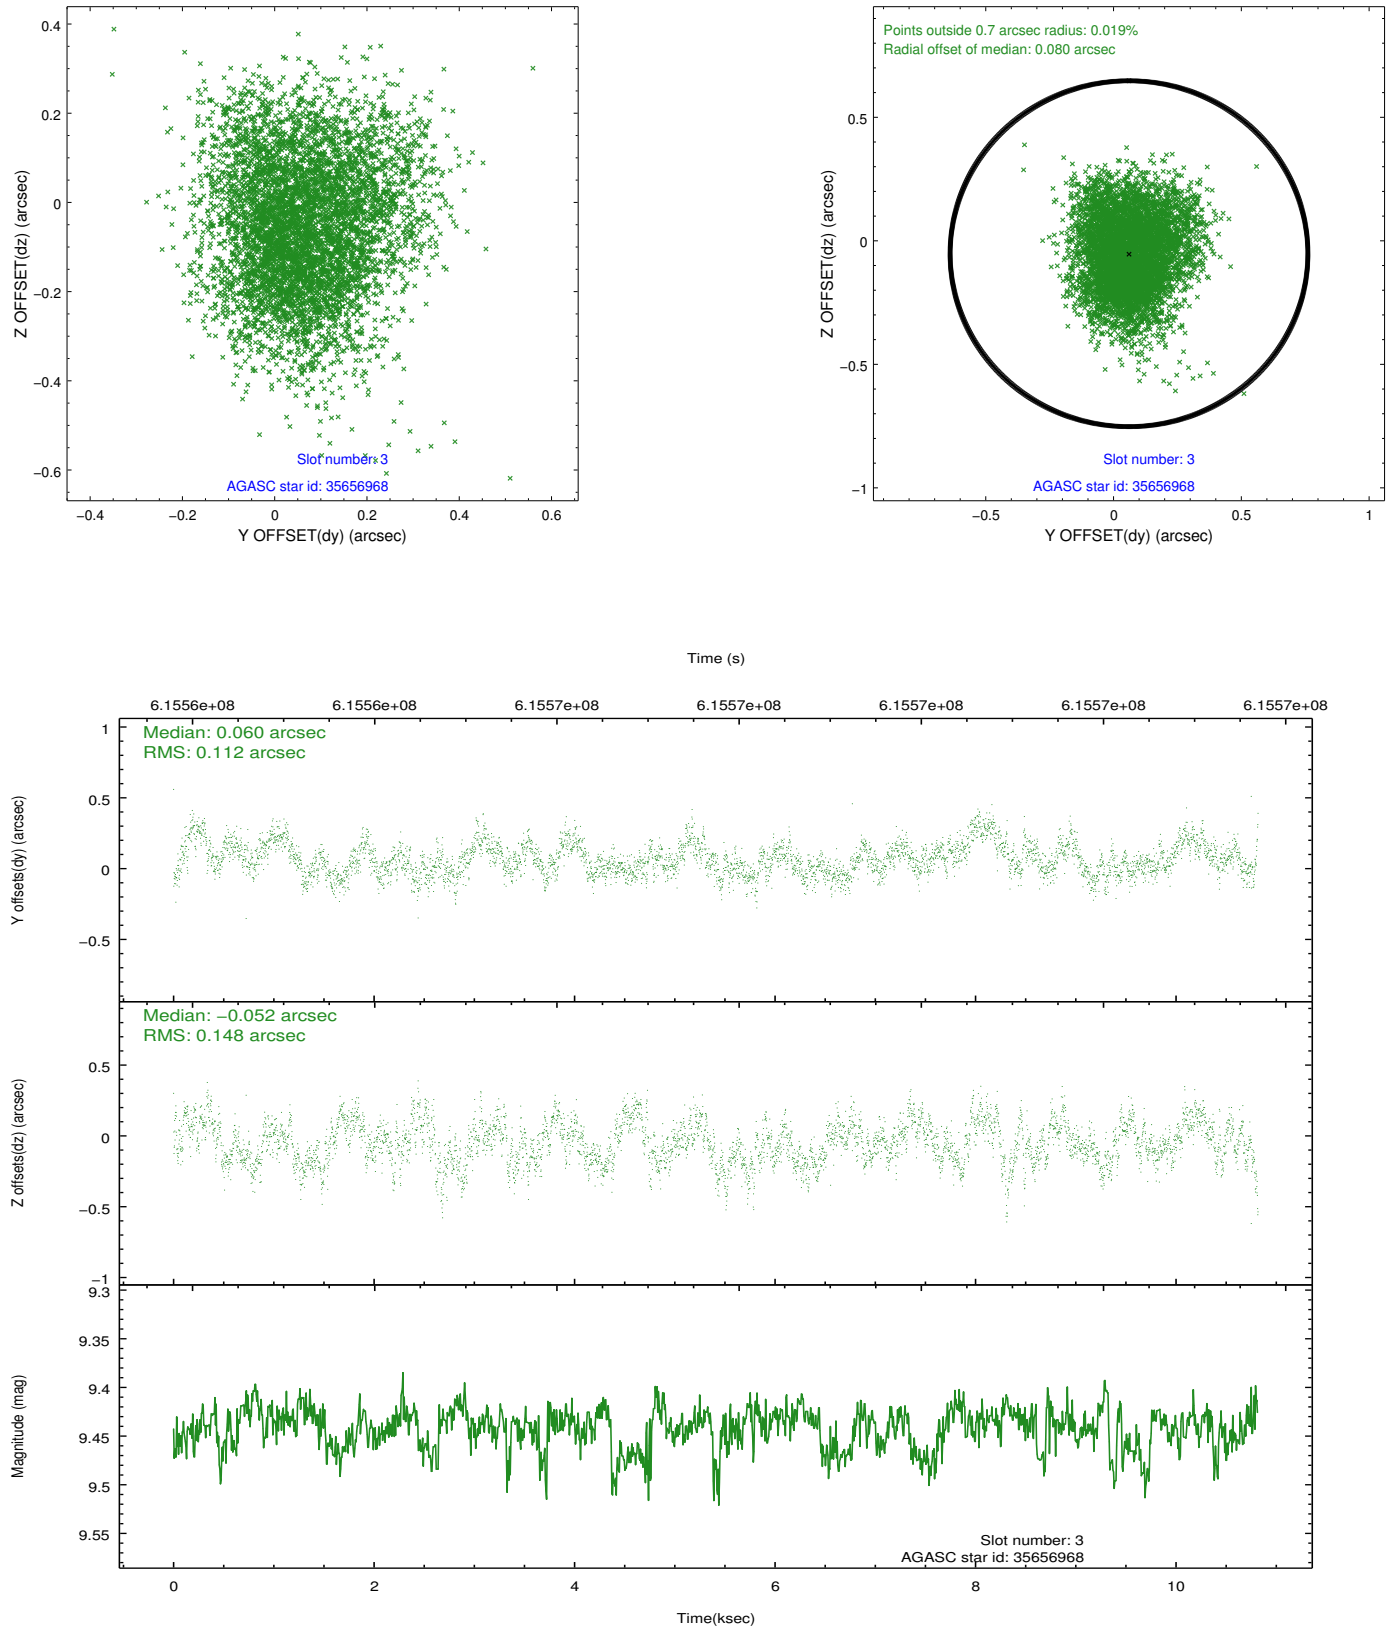 0.4
0.2
0
−0.2
−0.4
−0.6
−0.4
−0.2
0
0.2
0.4
0.6
Z OFFSET(dz) (arcsec)
Y OFFSET(dy) (arcsec)
Slot number: 3
AGASC star id: 35656968
Points outside 0.7 arcsec radius: 0.019%
Radial offset of median: 0.080 arcsec
0.5
0
−0.5
−1
−0.5
0
0.5
1
Z OFFSET(dz) (arcsec)
Y OFFSET(dy) (arcsec)
Slot number: 3
AGASC star id: 35656968
Time (s)
6.1556e+08 6.1556e+08 6.1557e+08 6.1557e+08 6.1557e+08 6.1557e+08 6.1557e+08
Median: 0.060 arcsec
RMS: 0.112 arcsec
1
0.5
0
−0.5
Y offsets(dy) (arcsec)
Median: −0.052 arcsec
RMS: 0.148 arcsec
0.5
0
−0.5
−1
Z offsets(dz) (arcsec)
9.3
9.35
9.4
9.45
9.5
9.55
Magnitude (mag)
Slot number: 3
AGASC star id: 35656968
0 2 4 6 8 10
Time(ksec)